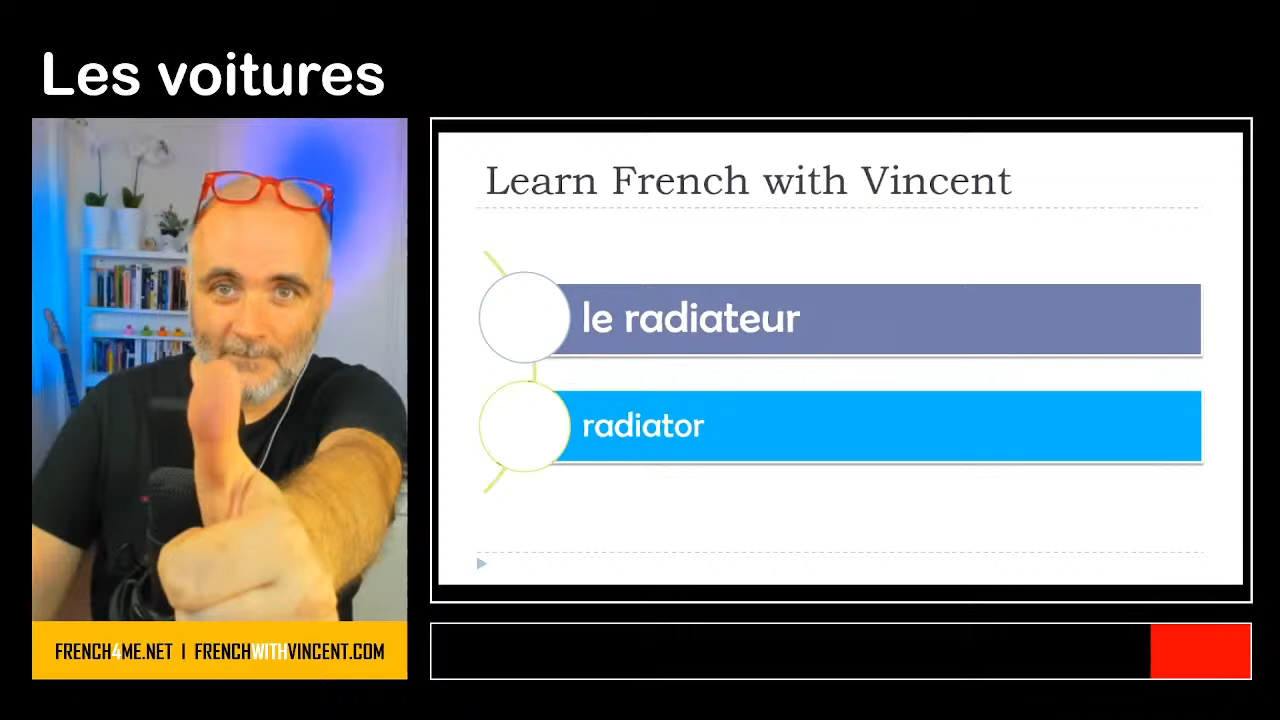 Les voitures
Learn French with Vincent
le radiateur
radiator
FRENCH4ME.NET I FRENCHWITHVINCENT.COM